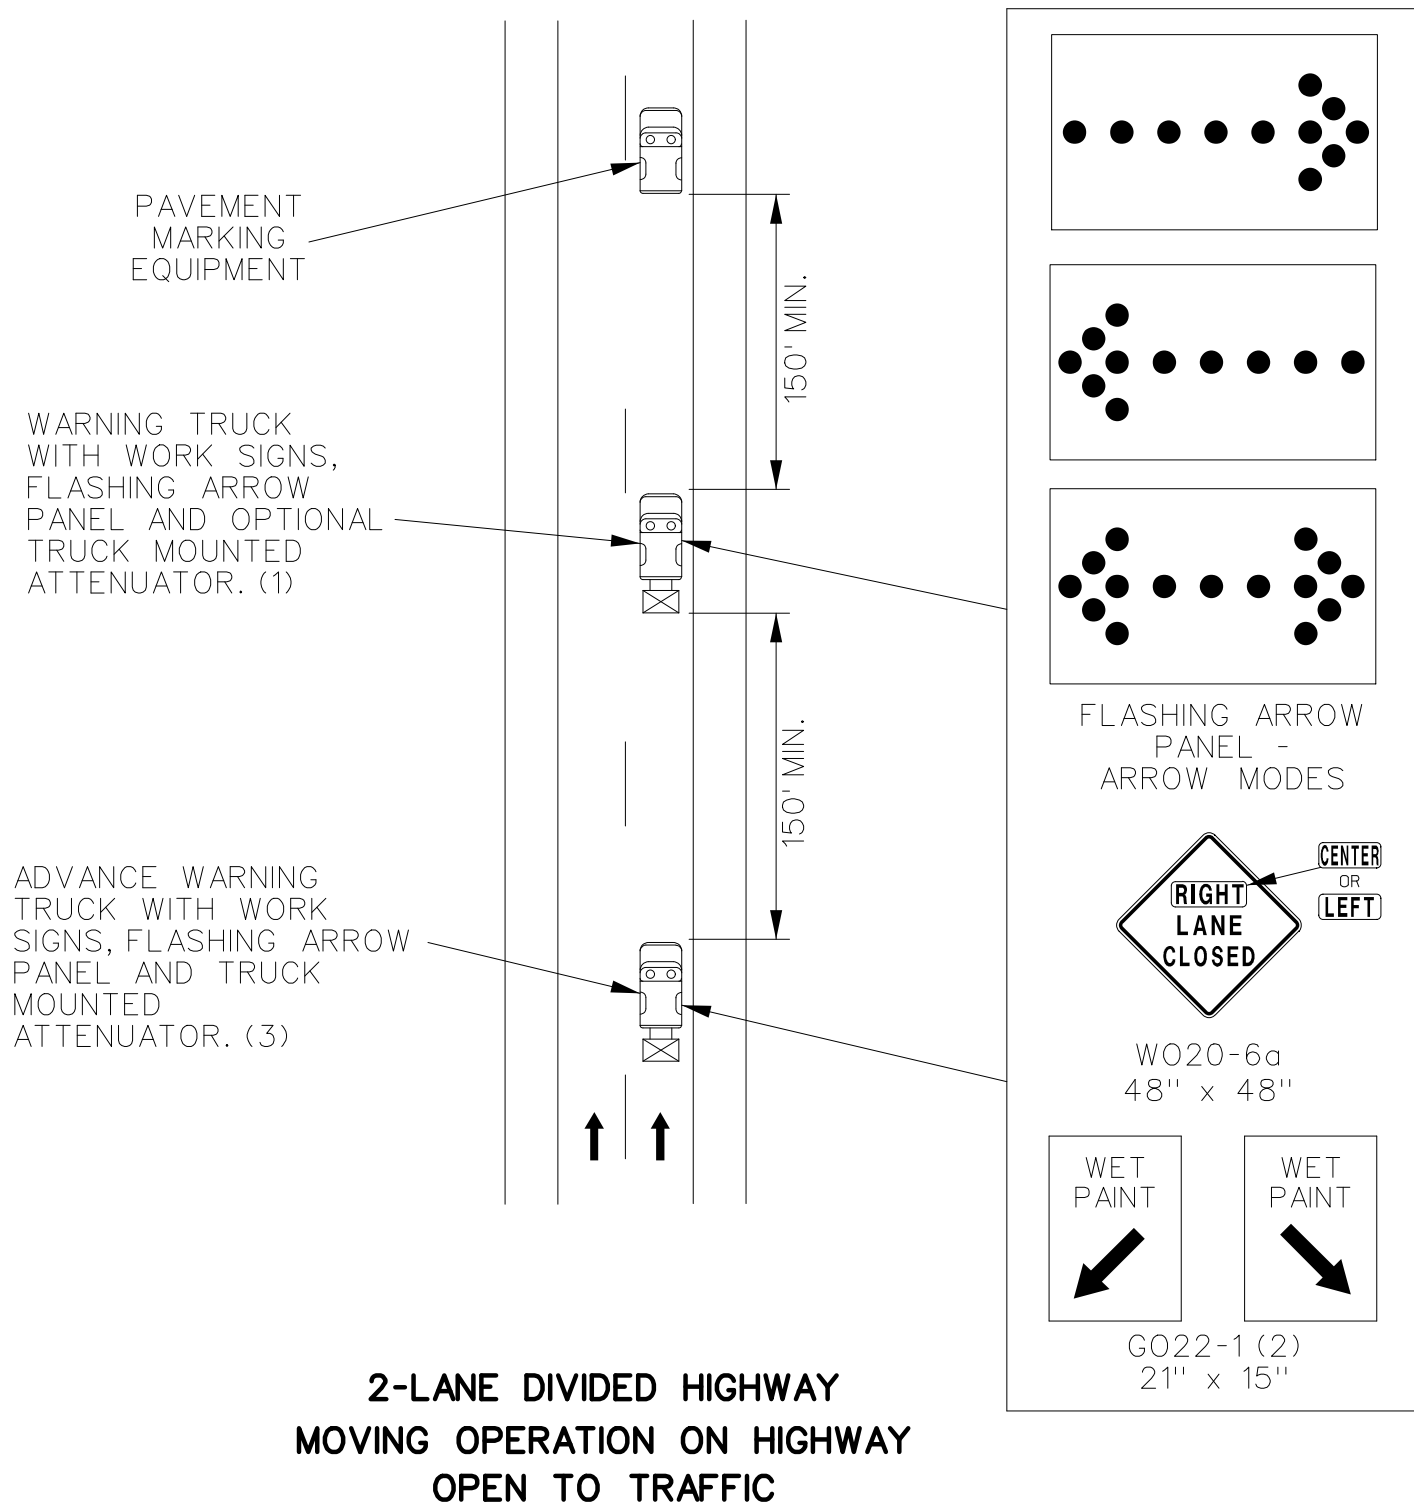 PAVEMENT
MARKING
EQUIPMENT
150' MIN.
WARNING TRUCK
WITH WORK SIGNS,
FLASHING ARROW
PANEL AND OPTIONAL
TRUCK MOUNTED
ATTENUATOR. (1)
150' MIN.
ADVANCE WARNING
TRUCK WITH WORK
SIGNS, FLASHING ARROW
PANEL AND TRUCK
MOUNTED
ATTENUATOR. (3)
FLASHING ARROW
PANEL -
ARROW MODES
RIGHT
LANE
CLOSED
CENTER
OR
LEFT
WO20-6a
48" x 48"
WET
PAINT
WET
PAINT
GO22-1 (2)
21" x 15"
2-LANE DIVIDED HIGHWAY
MOVING OPERATION ON HIGHWAY
OPEN TO TRAFFIC